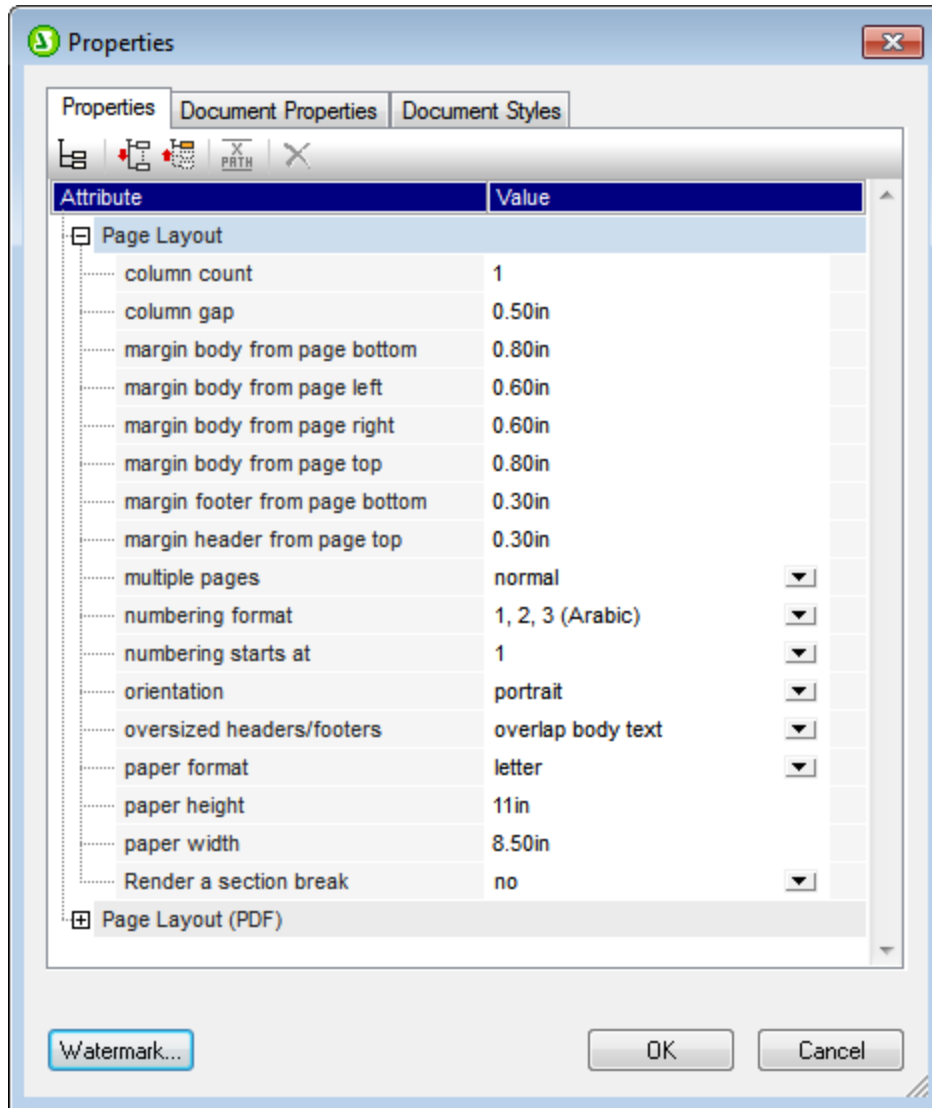 Properties
Properties Document Properties Document Styles
X PATH
Attribute Value
Page Layout
column count 1
column gap 0.50in
margin body from page bottom 0.80in
margin body from page left 0.60in
margin body from page right 0.60in
margin body from page top 0.80in
margin footer from page bottom 0.30in
margin header from page top 0.30in
multiple pages normal
numbering format 1, 2, 3 (Arabic)
numbering starts at 1
orientation portrait
oversized headers/footers overlap body text
paper format letter
paper height 11in
paper width 8.50in
Render a section break no
Page Layout (PDF)
Watermark... OK Cancel